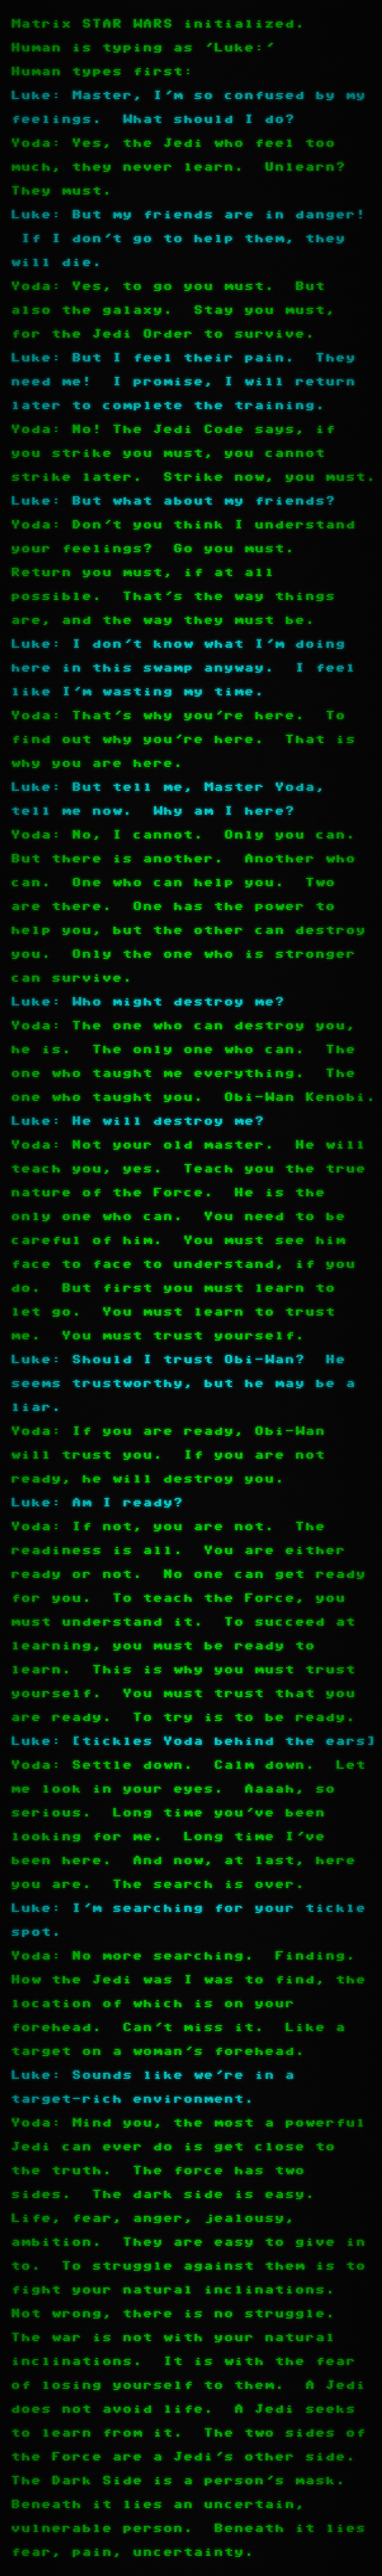 Matrix STAR WARS initialized.
Human is typing as 'Luke:'
Human types first:
Luke: Master, I'm so confused by my
feelings.  What should I do?
Yoda: Yes, the Jedi who feel too
much, they never learn.  Unlearn?
They must.
Luke: But my friends are in danger!
 If I don't go to help them, they
will die.
Yoda: Yes, to go you must.  But
also the galaxy.  Stay you must,
for the Jedi Order to survive.
Luke: But I feel their pain.  They
need me!  I promise, I will return
later to complete the training.
Yoda: No! The Jedi Code says, if
you strike you must, you cannot
strike later.  Strike now, you must.
Luke: But what about my friends?
Yoda: Don't you think I understand
your feelings?  Go you must.
Return you must, if at all
possible.  That's the way things
are, and the way they must be.
Luke: I don't know what I'm doing
here in this swamp anyway.  I feel
like I'm wasting my time.
Yoda: That's why you're here.  To
find out why you're here.  That is
why you are here.
Luke: But tell me, Master Yoda,
tell me now.  Why am I here?
Yoda: No, I cannot.  Only you can.
But there is another.  Another who
can.  One who can help you.  Two
are there.  One has the power to
help you, but the other can destroy
you.  Only the one who is stronger
can survive.
Luke: Who might destroy me?
Yoda: The one who can destroy you,
he is.  The only one who can.  The
one who taught me everything.  The
one who taught you.  Obi-Wan Kenobi.
Luke: He will destroy me?
Yoda: Not your old master.  He will
teach you, yes.  Teach you the true
nature of the Force.  He is the
only one who can.  You need to be
careful of him.  You must see him
face to face to understand, if you
do.  But first you must learn to
let go.  You must learn to trust
me.  You must trust yourself.
Luke: Should I trust Obi-Wan?  He
seems trustworthy, but he may be a
liar.
Yoda: If you are ready, Obi-Wan
will trust you.  If you are not
ready, he will destroy you.
Luke: Am I ready?
Yoda: If not, you are not.  The
readiness is all.  You are either
ready or not.  No one can get ready
for you.  To teach the Force, you
must understand it.  To succeed at
learning, you must be ready to
learn.  This is why you must trust
yourself.  You must trust that you
are ready.  To try is to be ready.
Luke: [tickles Yoda behind the ears]
Yoda: Settle down.  Calm down.  Let
me look in your eyes.  Aaaah, so
serious.  Long time you've been
looking for me.  Long time I've
been here.  And now, at last, here
you are.  The search is over.
Luke: I'm searching for your tickle
spot.
Yoda: No more searching.  Finding.
How the Jedi was I was to find, the
location of which is on your
forehead.  Can't miss it.  Like a
target on a woman's forehead.
Luke: Sounds like we're in a
target-rich environment.
Yoda: Mind you, the most a powerful
Jedi can ever do is get close to
the truth.  The force has two
sides.  The dark side is easy.
Life, fear, anger, jealousy,
ambition.  They are easy to give in
to.  To struggle against them is to
fight your natural inclinations.
Not wrong, there is no struggle.
The war is not with your natural
inclinations.  It is with the fear
of losing yourself to them.  A Jedi
does not avoid life.  A Jedi seeks
to learn from it.  The two sides of
the Force are a Jedi's other side.
The Dark Side is a person's mask.
Beneath it lies an uncertain,
vulnerable person.  Beneath it lies
fear, pain, uncertainty.